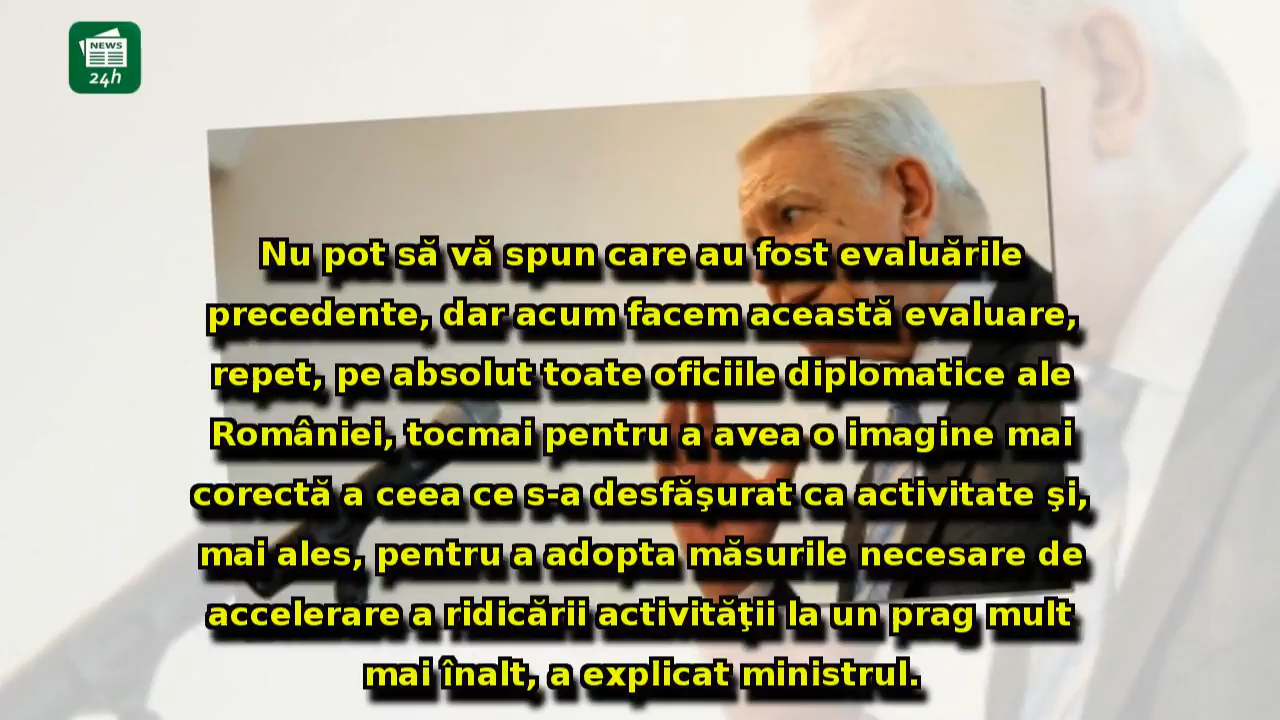 NEWS
24h
Nu pot să vă spun care au fost evaluările
precedente, dar acum facem această evaluare,
repet, pe absolut toate oficiile diplomatice ale
României, tocmai pentru a avea o imagine mai
corectă a ceea ce s-a desfăşurat ca activitate şi,
mai ales, pentru a adopta măsurile necesare de
accelerare a ridicării activităţii la un prag mult
mai înalt, a explicat ministrul.